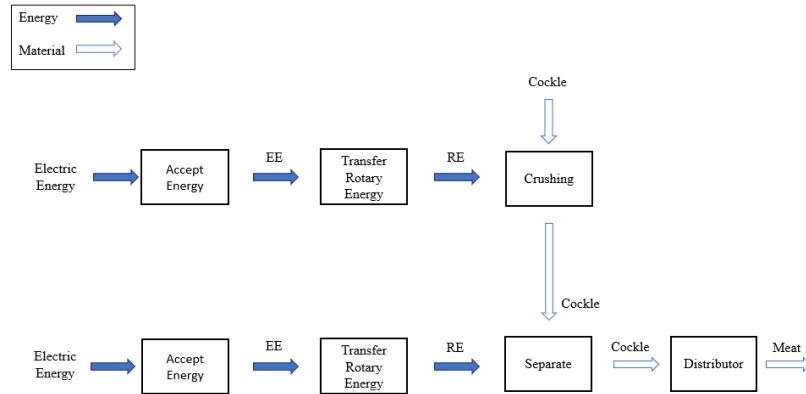 Energy
Material
Cockle
Electric
Energy
Accept
Energy
EE
Transfer
Rotary
Energy
RE
Crushing
Cockle
Electric
Energy
Accept
Energy
EE
Transfer
Rotary
Energy
RE
Separate
Cockle
Distributor
Meat